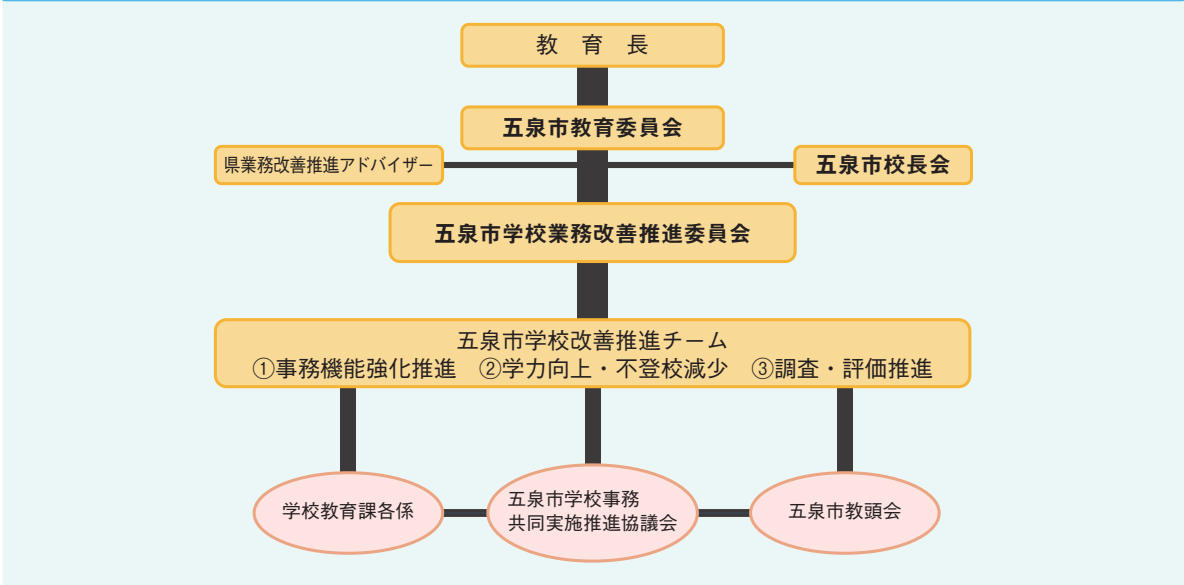 教　育　長
五泉市教育委員会
県業務改善推進アドバイザー
五泉市校長会
五泉市学校業務改善推進委員会
五泉市学校改善推進チーム
①事務機能強化推進　②学力向上・不登校減少　③調査・評価推進
学校教育課各係
五泉市学校事務
共同実施推進協議会
五泉市教頭会